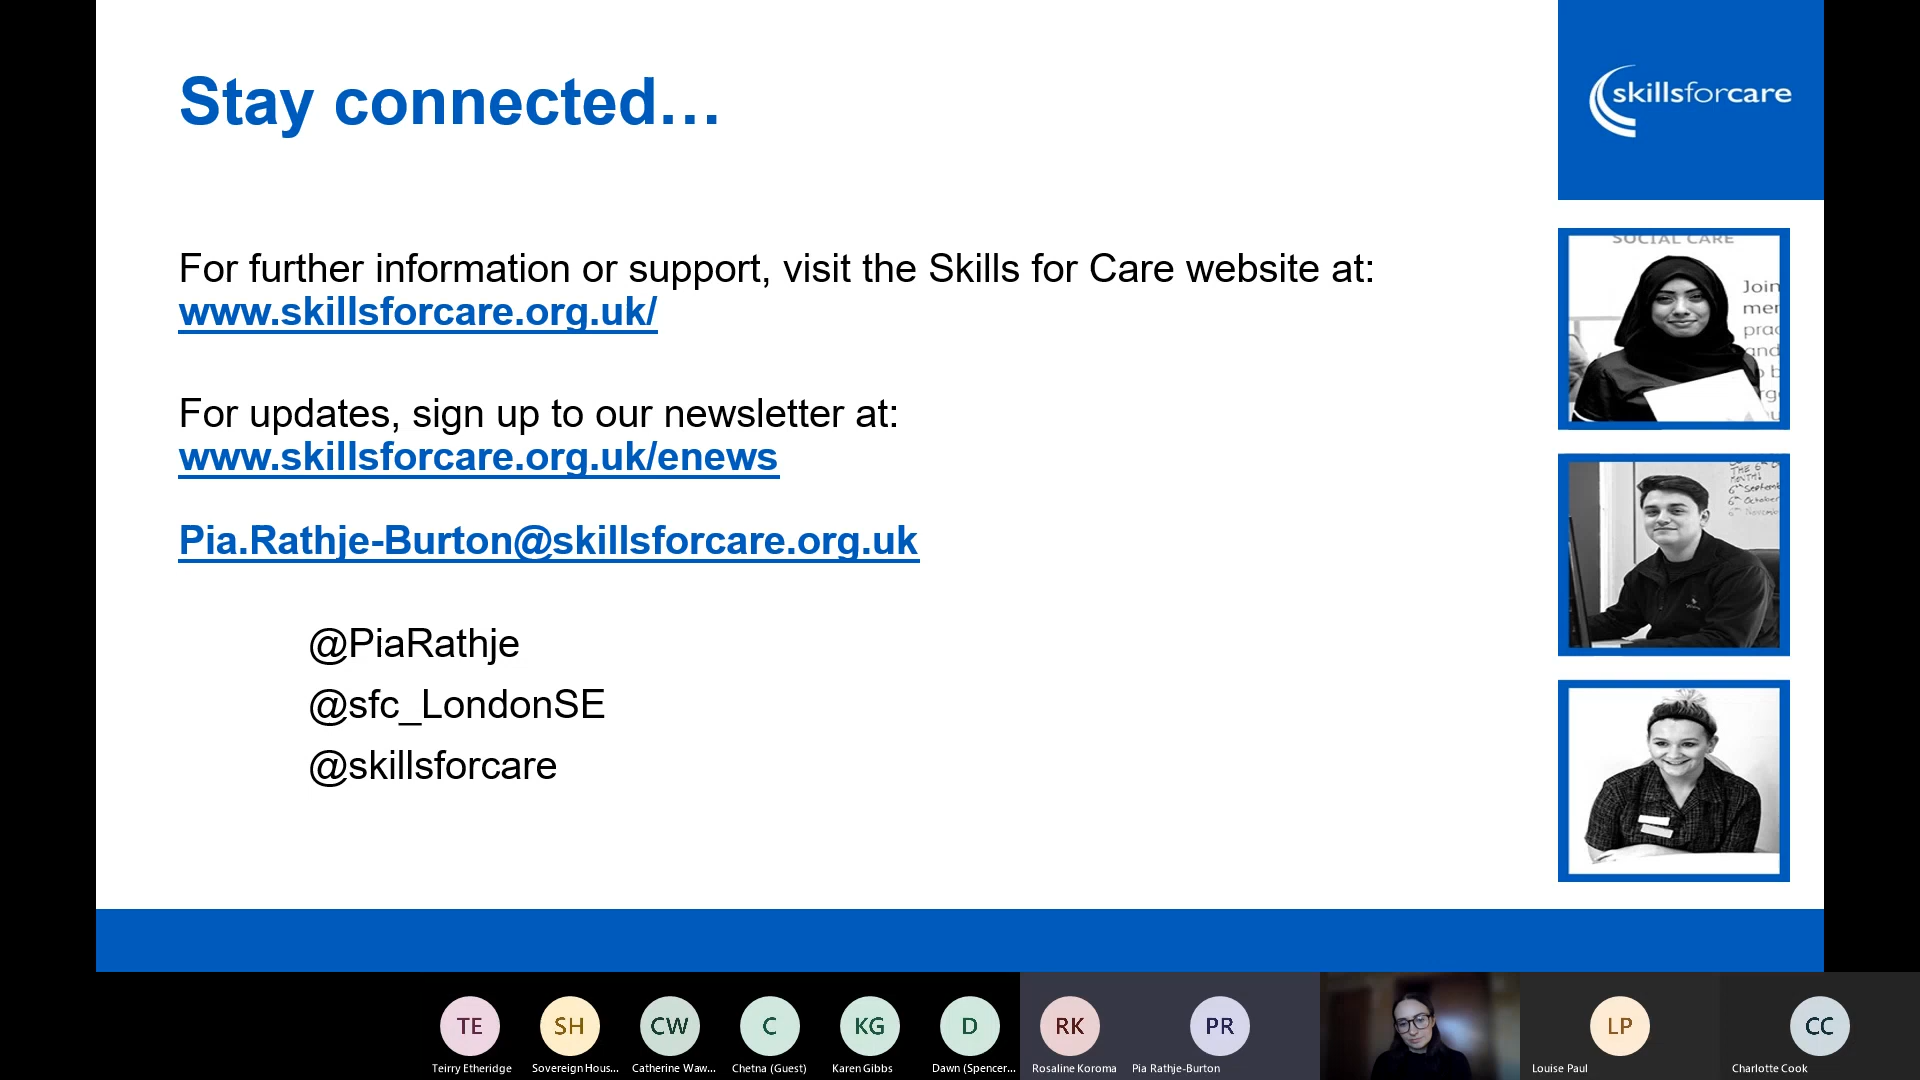 Stay connected…
skillsforcare
For further information or support, visit the Skills for Care website at:
www.skillsforcare.org.uk/
For updates, sign up to our newsletter at:
www.skillsforcare.org.uk/enews
Pia.Rathje-Burton@skillsforcare.org.uk
@PiaRathje
@sfc_LondonSE
@skillsforcare
SOCIAL CARE
Join
TE
SH
CW
C
KG
D
RK
PR
LP
CC
Teirry Etheridge
Sovereign Hous...
Catherine Waw...
Chetna (Guest)
Karen Gibbs
Dawn (Spencer...
Rosaline Koroma
Pia Rathje-Burton
Louise Paul
Charlotte Cook